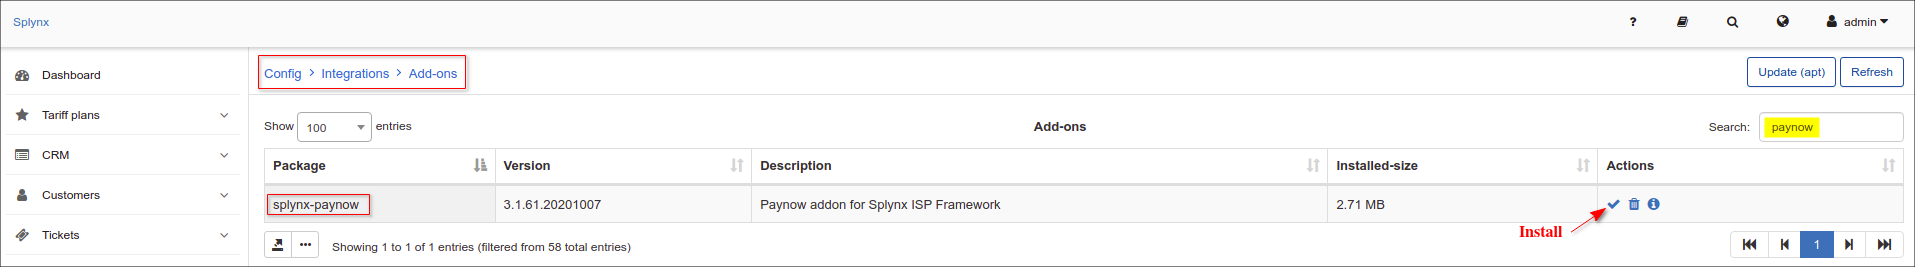 Splynx
? admin
Dashboard
Config > Integrations > Add-ons
Update (apt) Refresh
Tariff plans
Show 100 entries
Add-ons
Search: paynow
CRM
Package Version Description Installed-size Actions
Customers
splynx-paynow 3.1.61.20201007 Paynow addon for Splynx ISP Framework 2.71 MB
Install
Tickets
Showing 1 to 1 of 1 entries (filtered from 58 total entries)
1